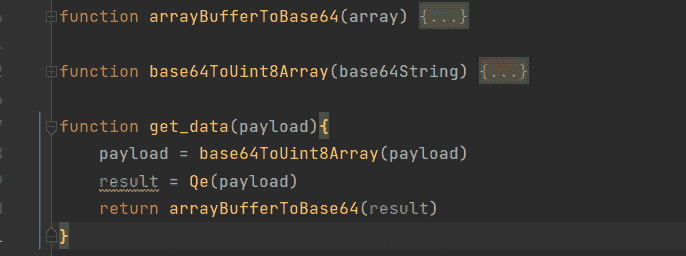 function arrayBufferToBase64(array) {...}
function base64ToUint8Array(base64String) {...}
function get_data(payload){
payload = base64ToUint8Array(payload)
result = Qe(payload)
return arrayBufferToBase64(result)
}